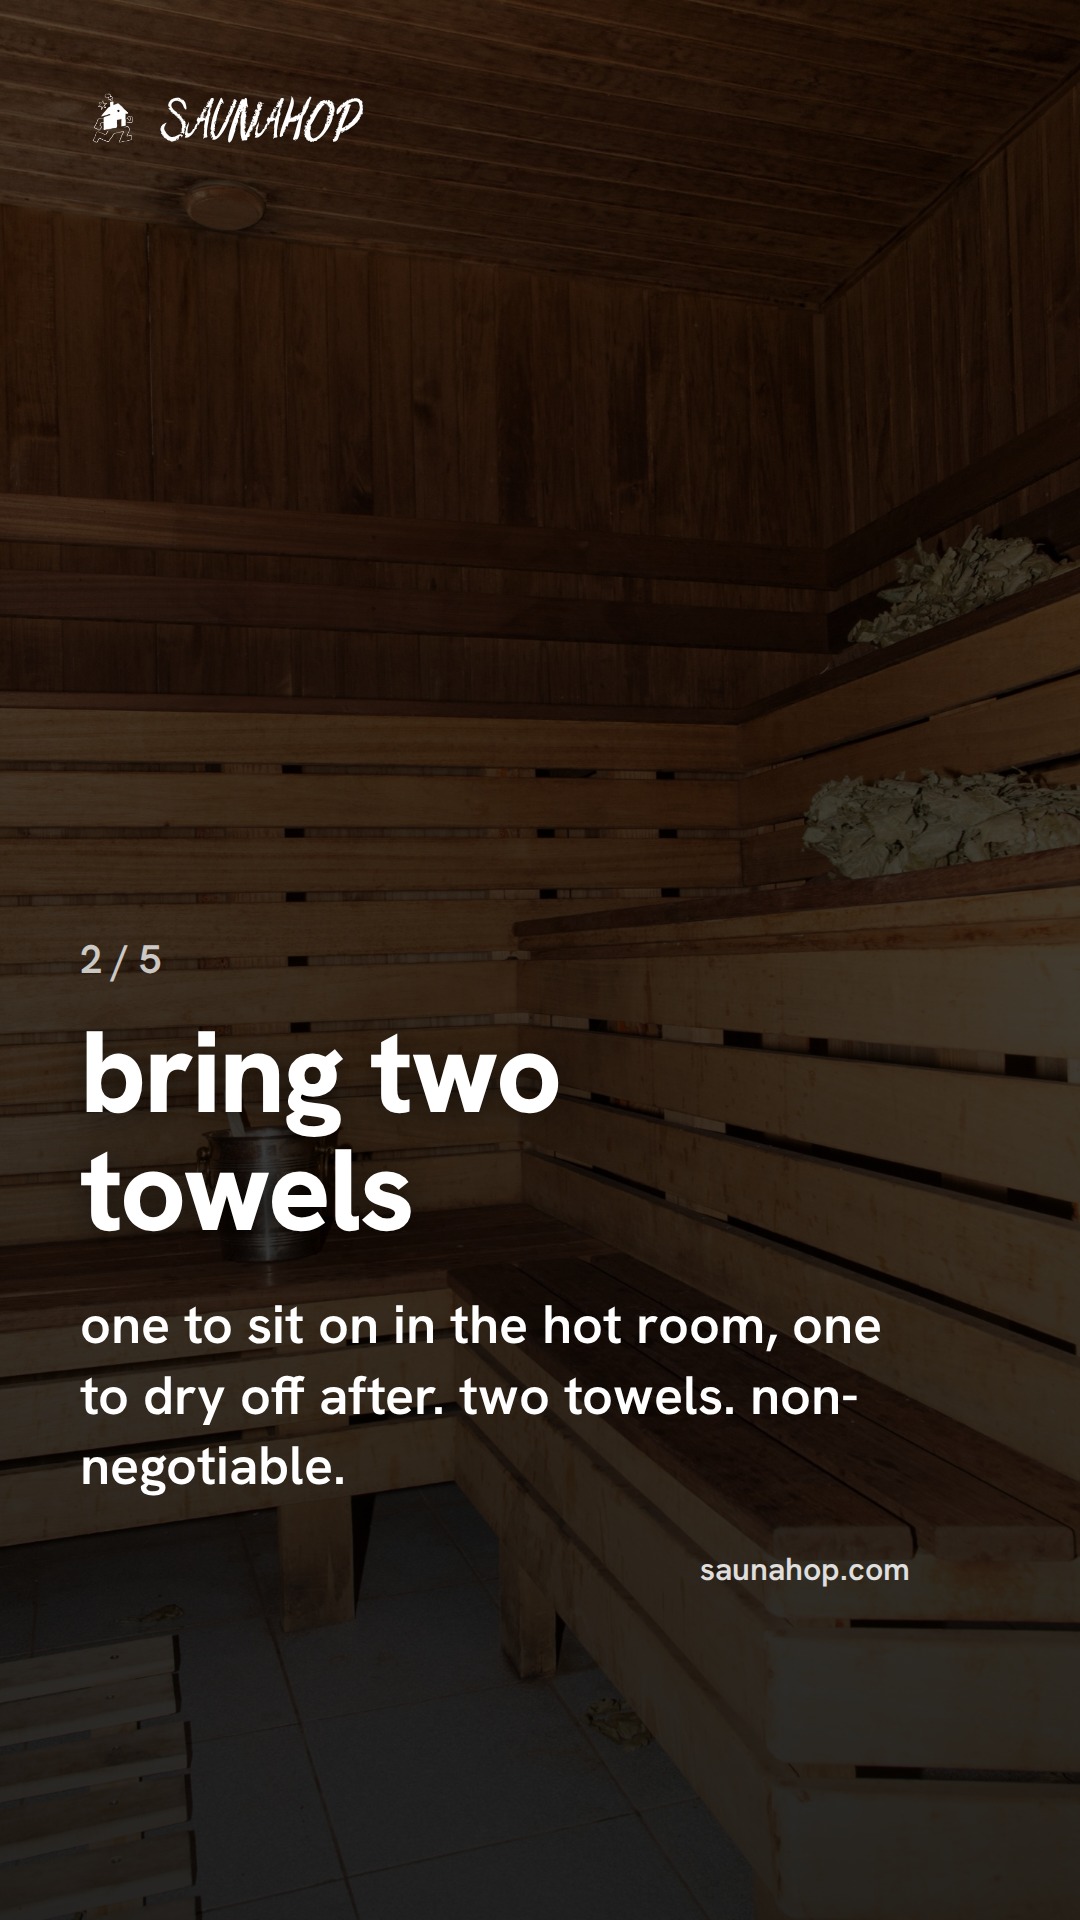 SAUNAHOP
2 / 5
bring two
towels
one to sit on in the hot room, one
to dry off after. two towels. non-
negotiable.
saunahop.com